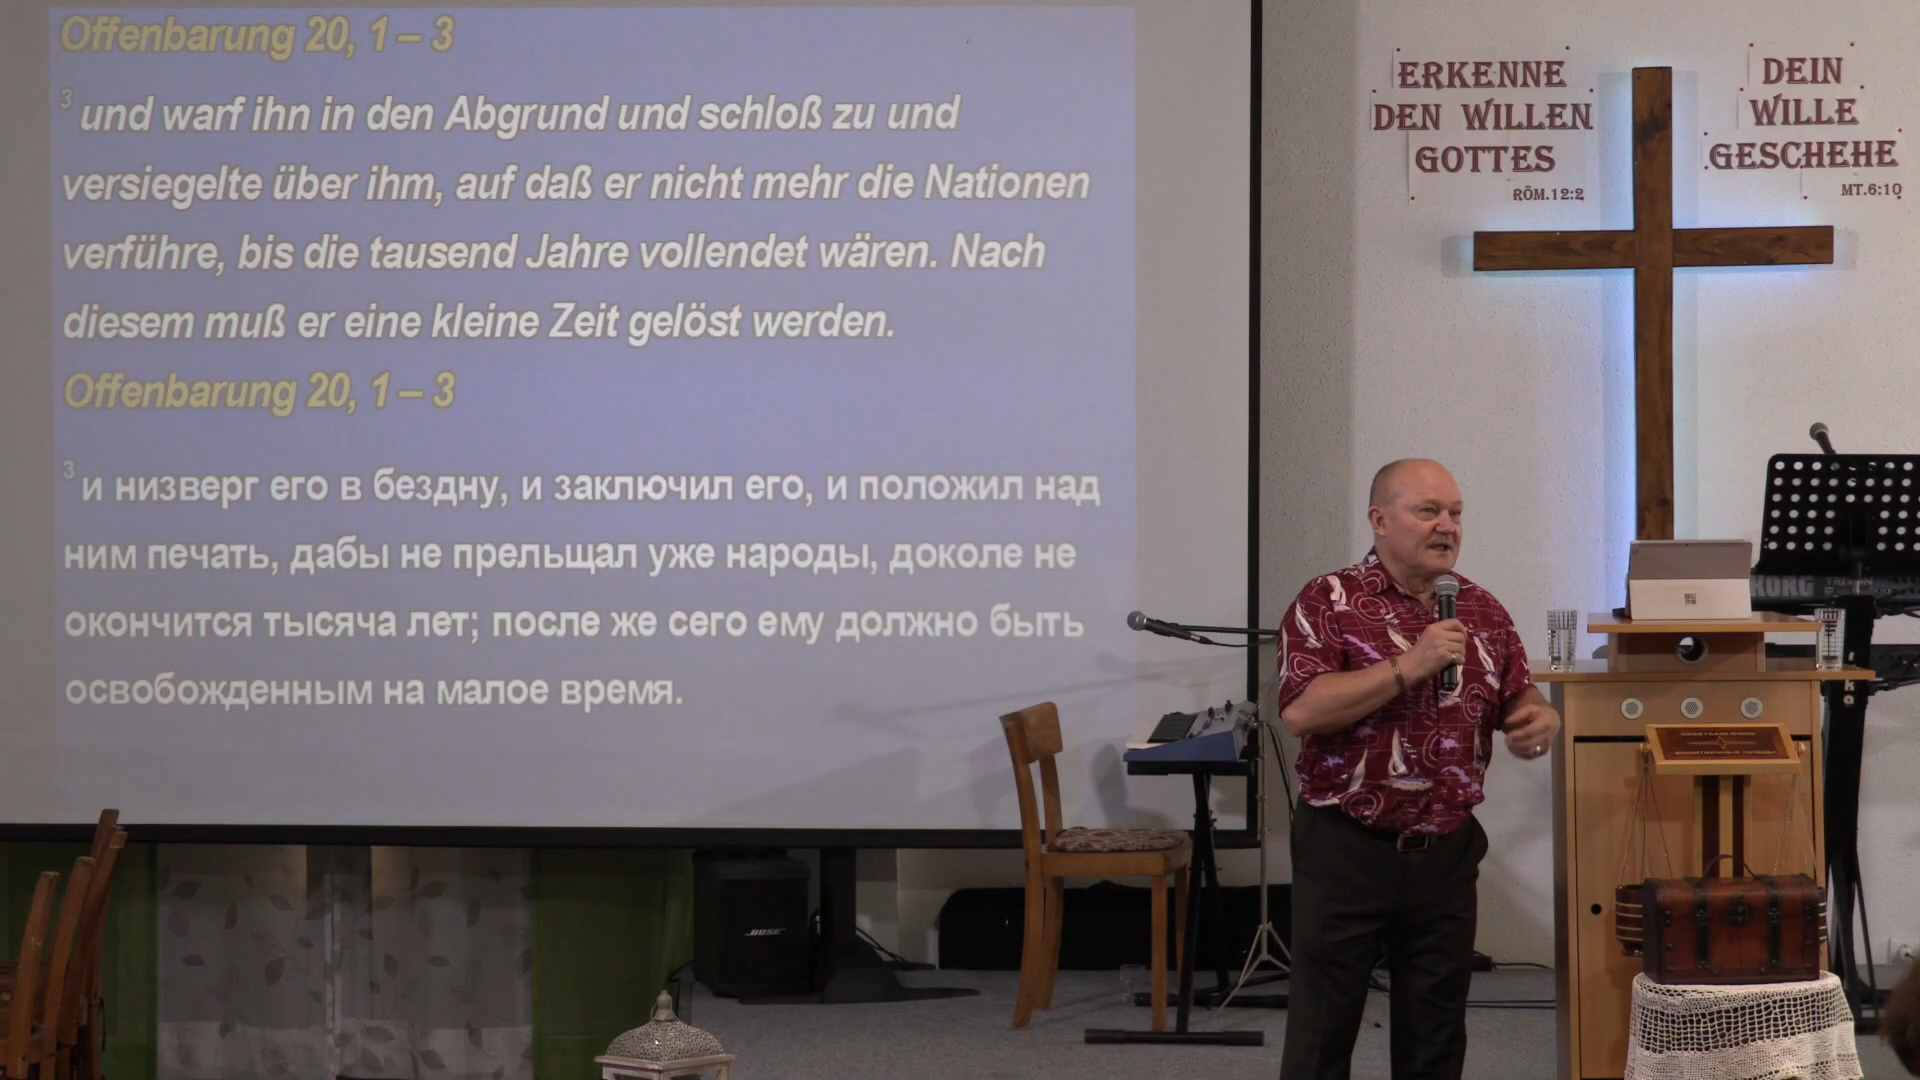 Offenbarung 20, 1 – 3
3 und warf ihn in den Abgrund und schloß zu und
versiegelte über ihm, auf daß er nicht mehr die Nationen
verführe, bis die tausend Jahre vollendet wären. Nach
diesem muß er eine kleine Zeit gelöst werden.
Offenbarung 20, 1 – 3
3 и низверг его в бездну, и заключил его, и положил над
ним печать, дабы не прельщал уже народы, доколе не
окончится тысяча лет; после же сего ему должно быть
освобожденным на малое время.
ERKENNE
DEN WILLEN
GOTTES
RÖM.12:2
DEIN
WILLE
GESCHEHE
MT.6:10
KORG
BOSE